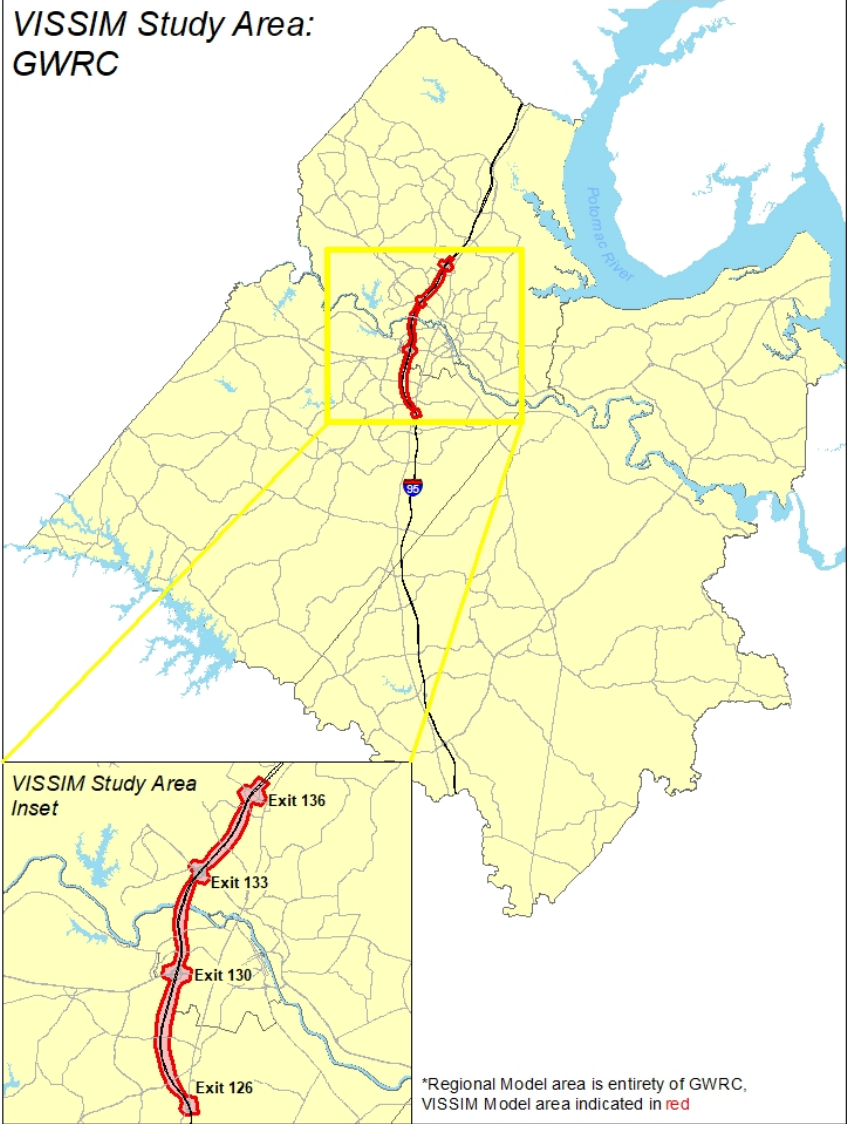 VISSIM Study Area:
GWRC
Potomac River
95
VISSIM Study Area
Inset
Exit 136
Exit 133
Exit 130
Exit 126
*Regional Model area is entirety of GWRC,
VISSIM Model area indicated in red